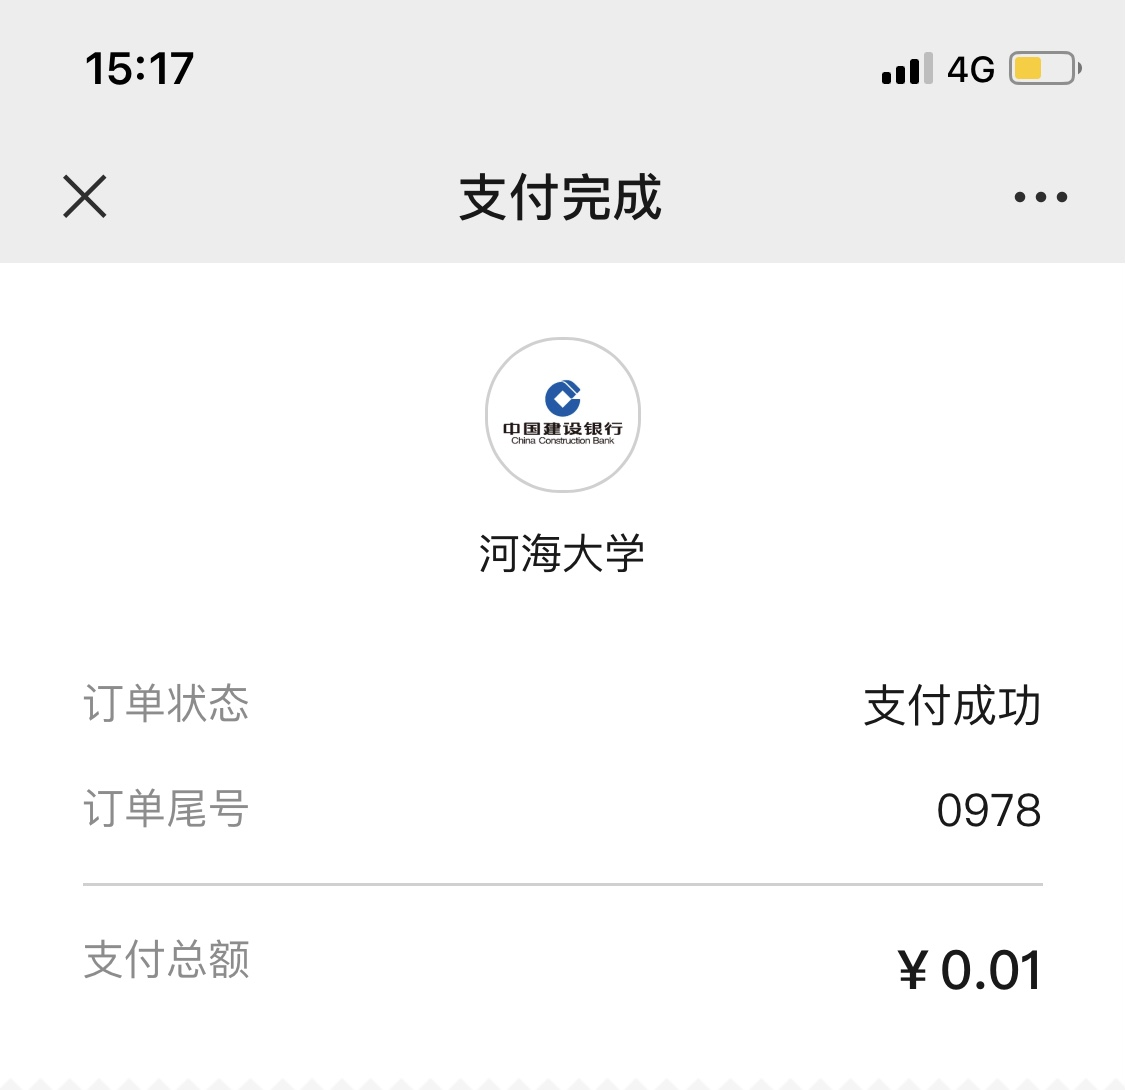 15:17
4G
支付完成
中国建设银行
China Construction Bank
河海大学
订单状态
支付成功
订单尾号
0978
支付总额
¥ 0.01